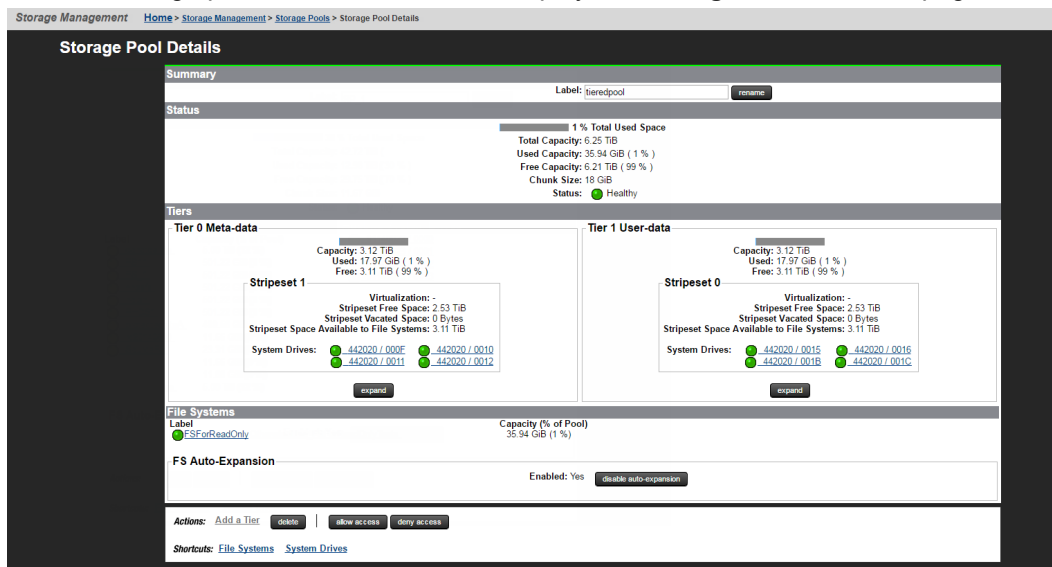 Storage Management Home > Storage Management > Storage Pools > Storage Pool Details
Storage Pool Details
Summary
Label: tieredpool rename
Status
1 % Total Used Space
Total Capacity: 6.25 TiB
Used Capacity: 35.94 GiB ( 1 % )
Free Capacity: 6.21 TiB ( 99 % )
Chunk Size: 18 GiB
Status: Healthy
Tiers
Tier 0 Meta-data
Capacity: 3.12 TiB
Used: 17.97 GiB ( 1 % )
Free: 3.11 TiB ( 99 % )
Stripeset 1
Virtualization: -
Stripeset Free Space: 2.53 TiB
Stripeset Vacated Space: 0 Bytes
Stripeset Space Available to File Systems: 3.11 TiB
System Drives: 442020 / 000F 442020 / 0010
442020 / 0011 442020 / 0012
expand
Tier 1 User-data
Capacity: 3.12 TiB
Used: 17.97 GiB ( 1 % )
Free: 3.11 TiB ( 99 % )
Stripeset 0
Virtualization: -
Stripeset Free Space: 2.53 TiB
Stripeset Vacated Space: 0 Bytes
Stripeset Space Available to File Systems: 3.11 TiB
System Drives: 442020 / 0015 442020 / 0016
442020 / 001B 442020 / 001C
expand
File Systems
Label Capacity (% of Pool)
FSForReadOnly 35.94 GiB (1 %)
FS Auto-Expansion
Enabled: Yes disable auto-expansion
Actions: Add a Tier delete | allow access deny access
Shortcuts: File Systems System Drives